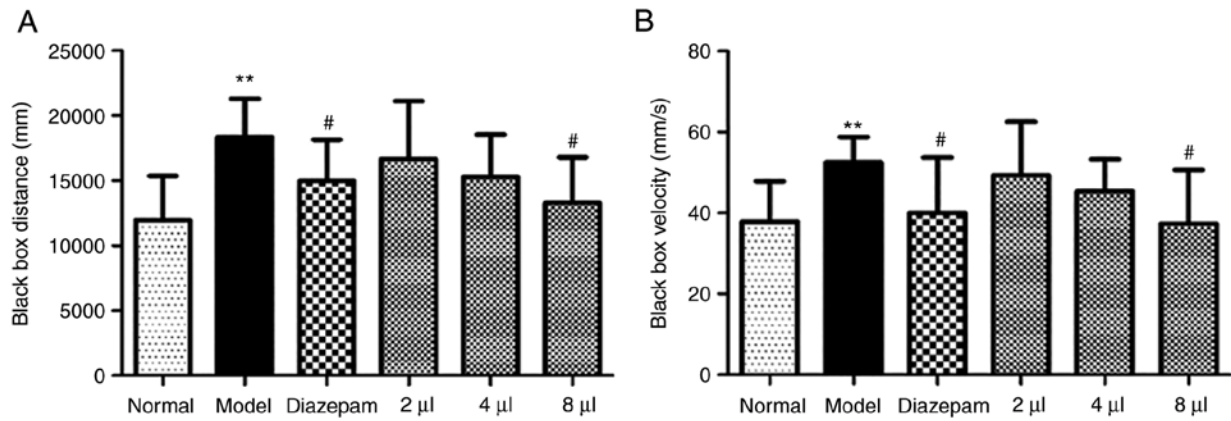 A
Black box distance (mm)
25000
20000
15000
10000
5000
0
**
#
#
Normal Model Diazepam 2 μl 4 μl 8 μl
B
Black box velocity (mm/s)
80
60
40
20
0
**
#
#
Normal Model Diazepam 2 μl 4 μl 8 μl